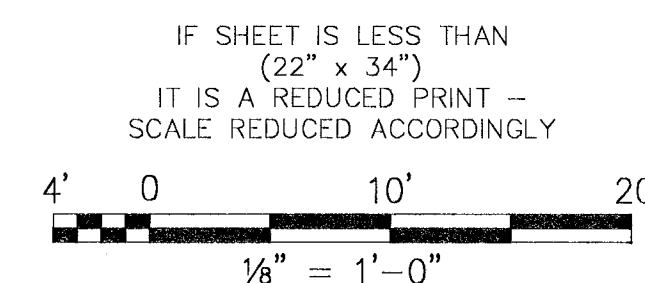 IF SHEET IS LESS THAN
(22" x 34")
IT IS A REDUCED PRINT –
SCALE REDUCED ACCORDINGLY
4' 0 10' 20
⅛" = 1'-0"